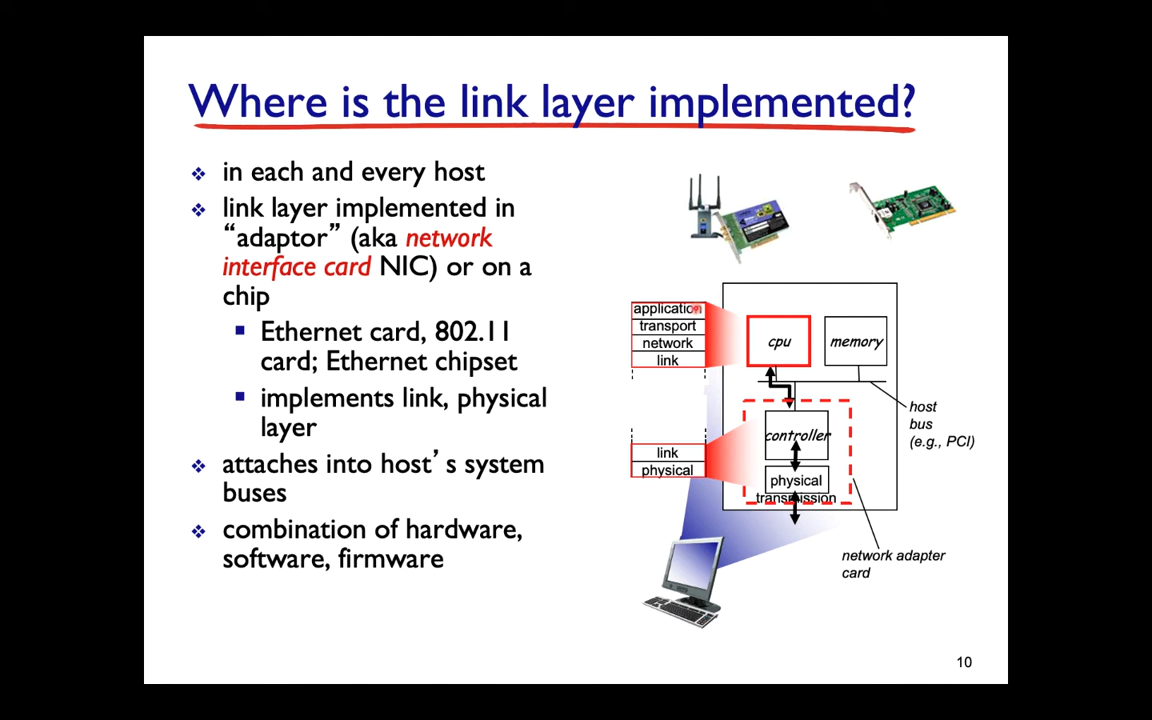 Where is the link layer implemented?
❖ in each and every host
❖ link layer implemented in
“adaptor” (aka network
interface card NIC) or on a
chip
▪ Ethernet card, 802.11
card; Ethernet chipset
▪ implements link, physical
layer
❖ attaches into host’s system
buses
❖ combination of hardware,
software, firmware
application
transport
network
link
cpu
memory
host
bus
(e.g., PCI)
controller
link
physical
physical
transmission
network adapter
card
10